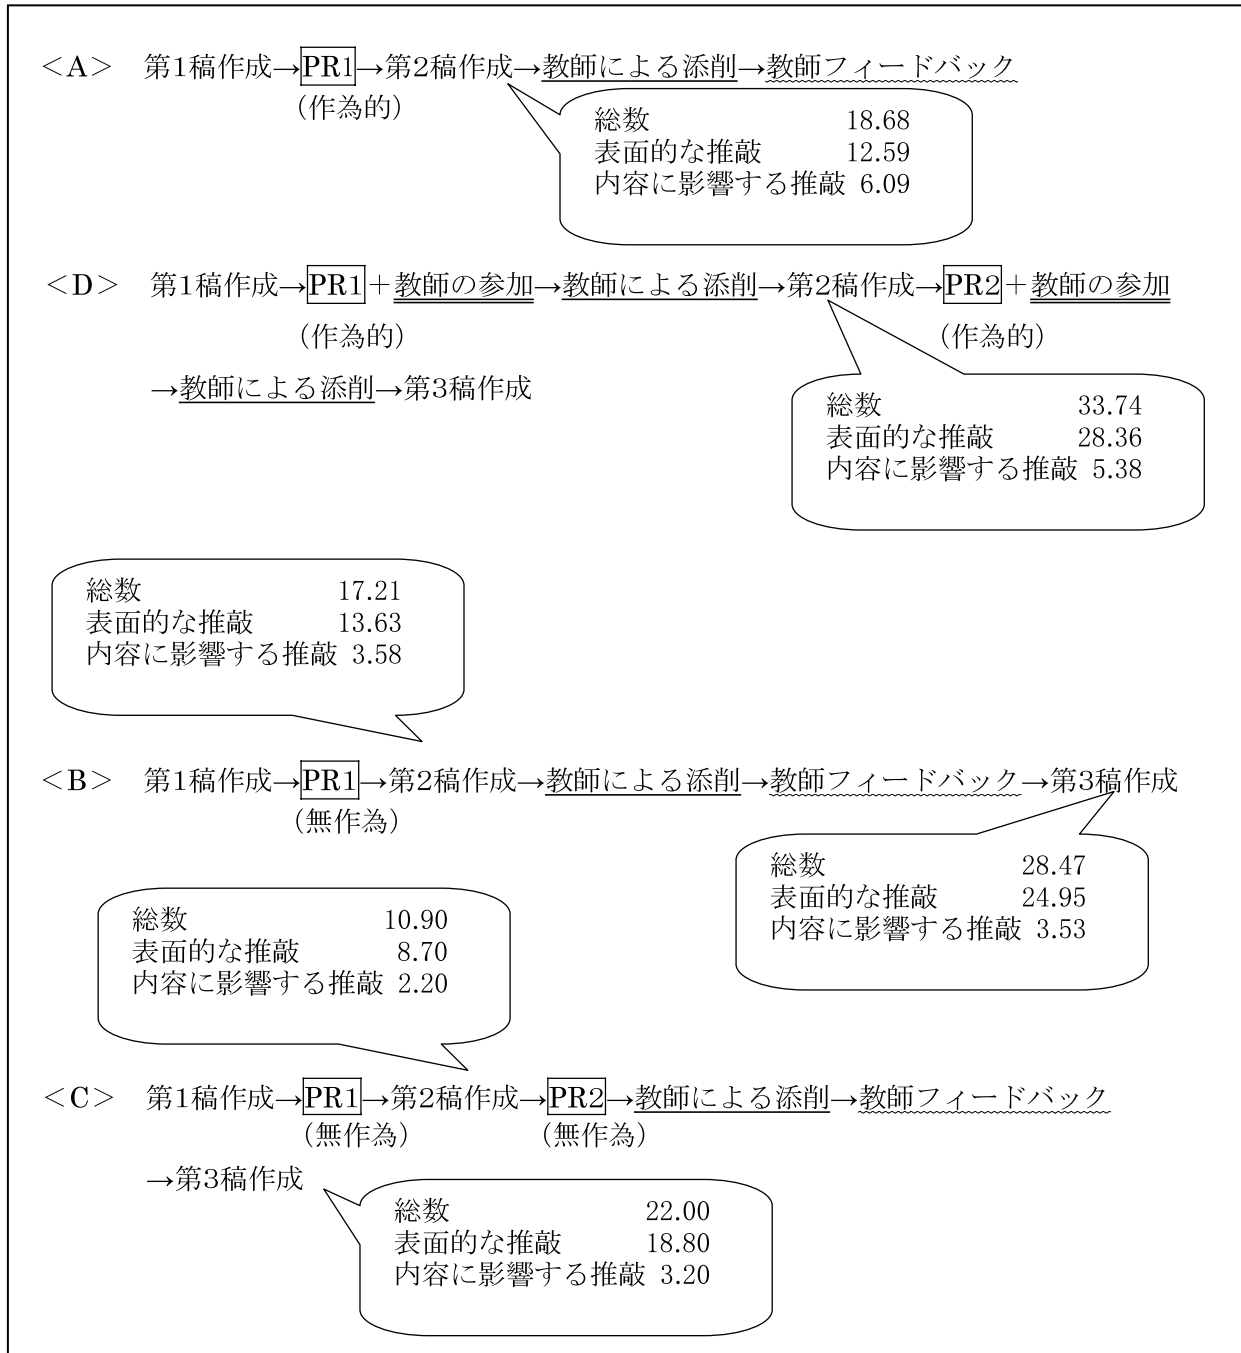 <A> 第1稿作成→PR1→第2稿作成→教師による添削→教師フィードバック
(作為的)
総数 18.68
表面的な推敲 12.59
内容に影響する推敲 6.09
<D> 第1稿作成→PR1+教師の参加→教師による添削→第2稿作成→PR2+教師の参加
(作為的) (作為的)
→教師による添削→第3稿作成
総数 33.74
表面的な推敲 28.36
内容に影響する推敲 5.38
総数 17.21
表面的な推敲 13.63
内容に影響する推敲 3.58
<B> 第1稿作成→PR1→第2稿作成→教師による添削→教師フィードバック→第3稿作成
(無作為)
総数 28.47
表面的な推敲 24.95
内容に影響する推敲 3.53
総数 10.90
表面的な推敲 8.70
内容に影響する推敲 2.20
<C> 第1稿作成→PR1→第2稿作成→PR2→教師による添削→教師フィードバック
(無作為) (無作為)
→第3稿作成
総数 22.00
表面的な推敲 18.80
内容に影響する推敲 3.20